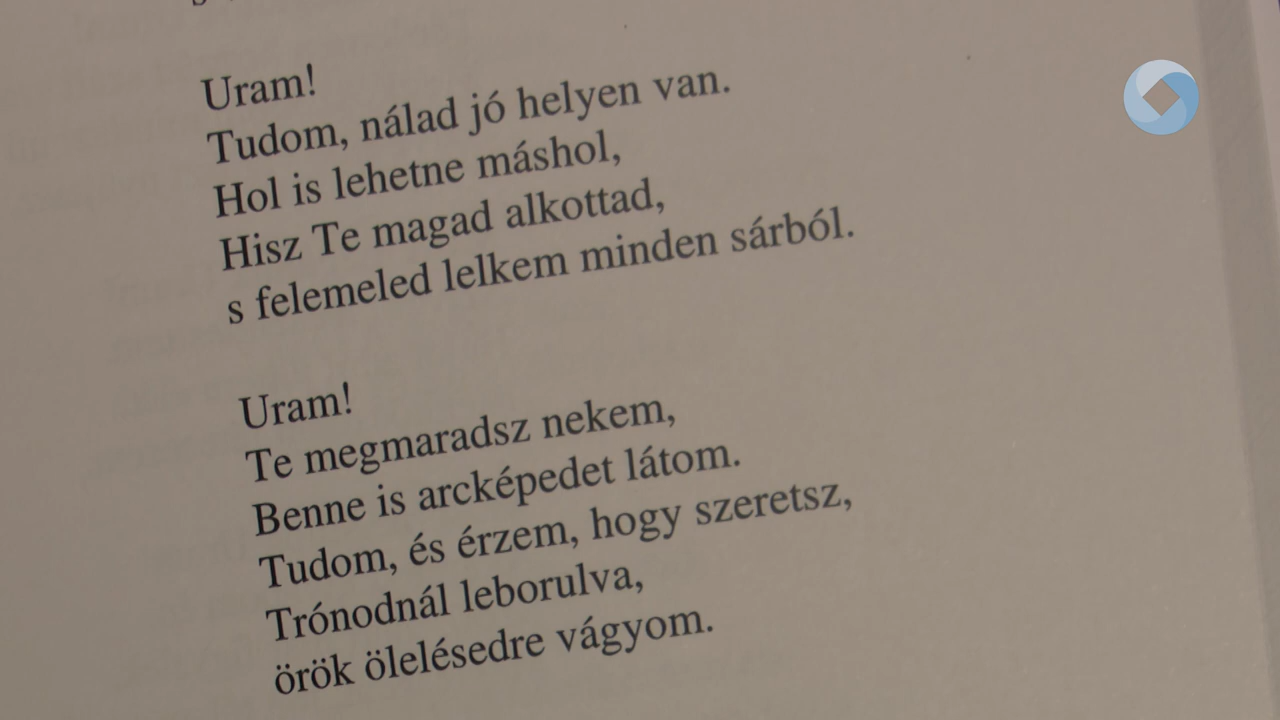 Uram!
Tudom, nálad jó helyen van.
Hol is lehetne máshol,
Hisz Te magad alkottad,
s felemeled lelkem minden sárból.
Uram!
Te megmaradsz nekem,
Benne is arcképedet látom.
Tudom, és érzem, hogy szeretsz,
Trónodnál leborulva,
örök ölelésedre vágyom.